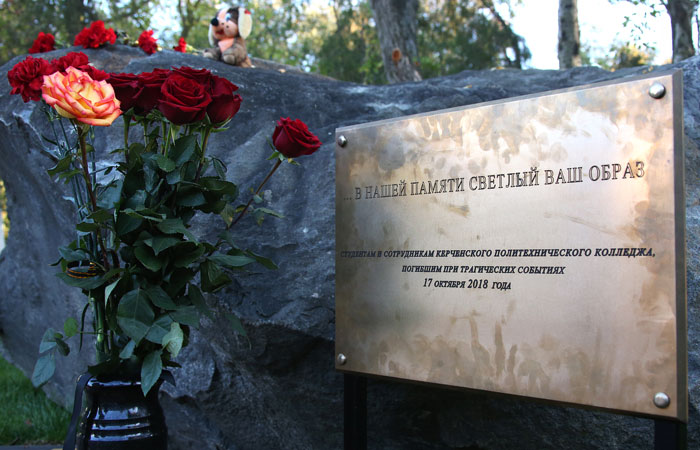 ... В НАШЕЙ ПАМЯТИ СВЕТЛЫЙ ВАШ ОБРАЗ
СТУДЕНТАМ И СОТРУДНИКАМ КЕРЧЕНСКОГО ПОЛИТЕХНИЧЕСКОГО КОЛЛЕДЖА,
ПОГИБШИМ ПРИ ТРАГИЧЕСКИХ СОБЫТИЯХ
17 ОКТЯБРЯ 2018 ГОДА